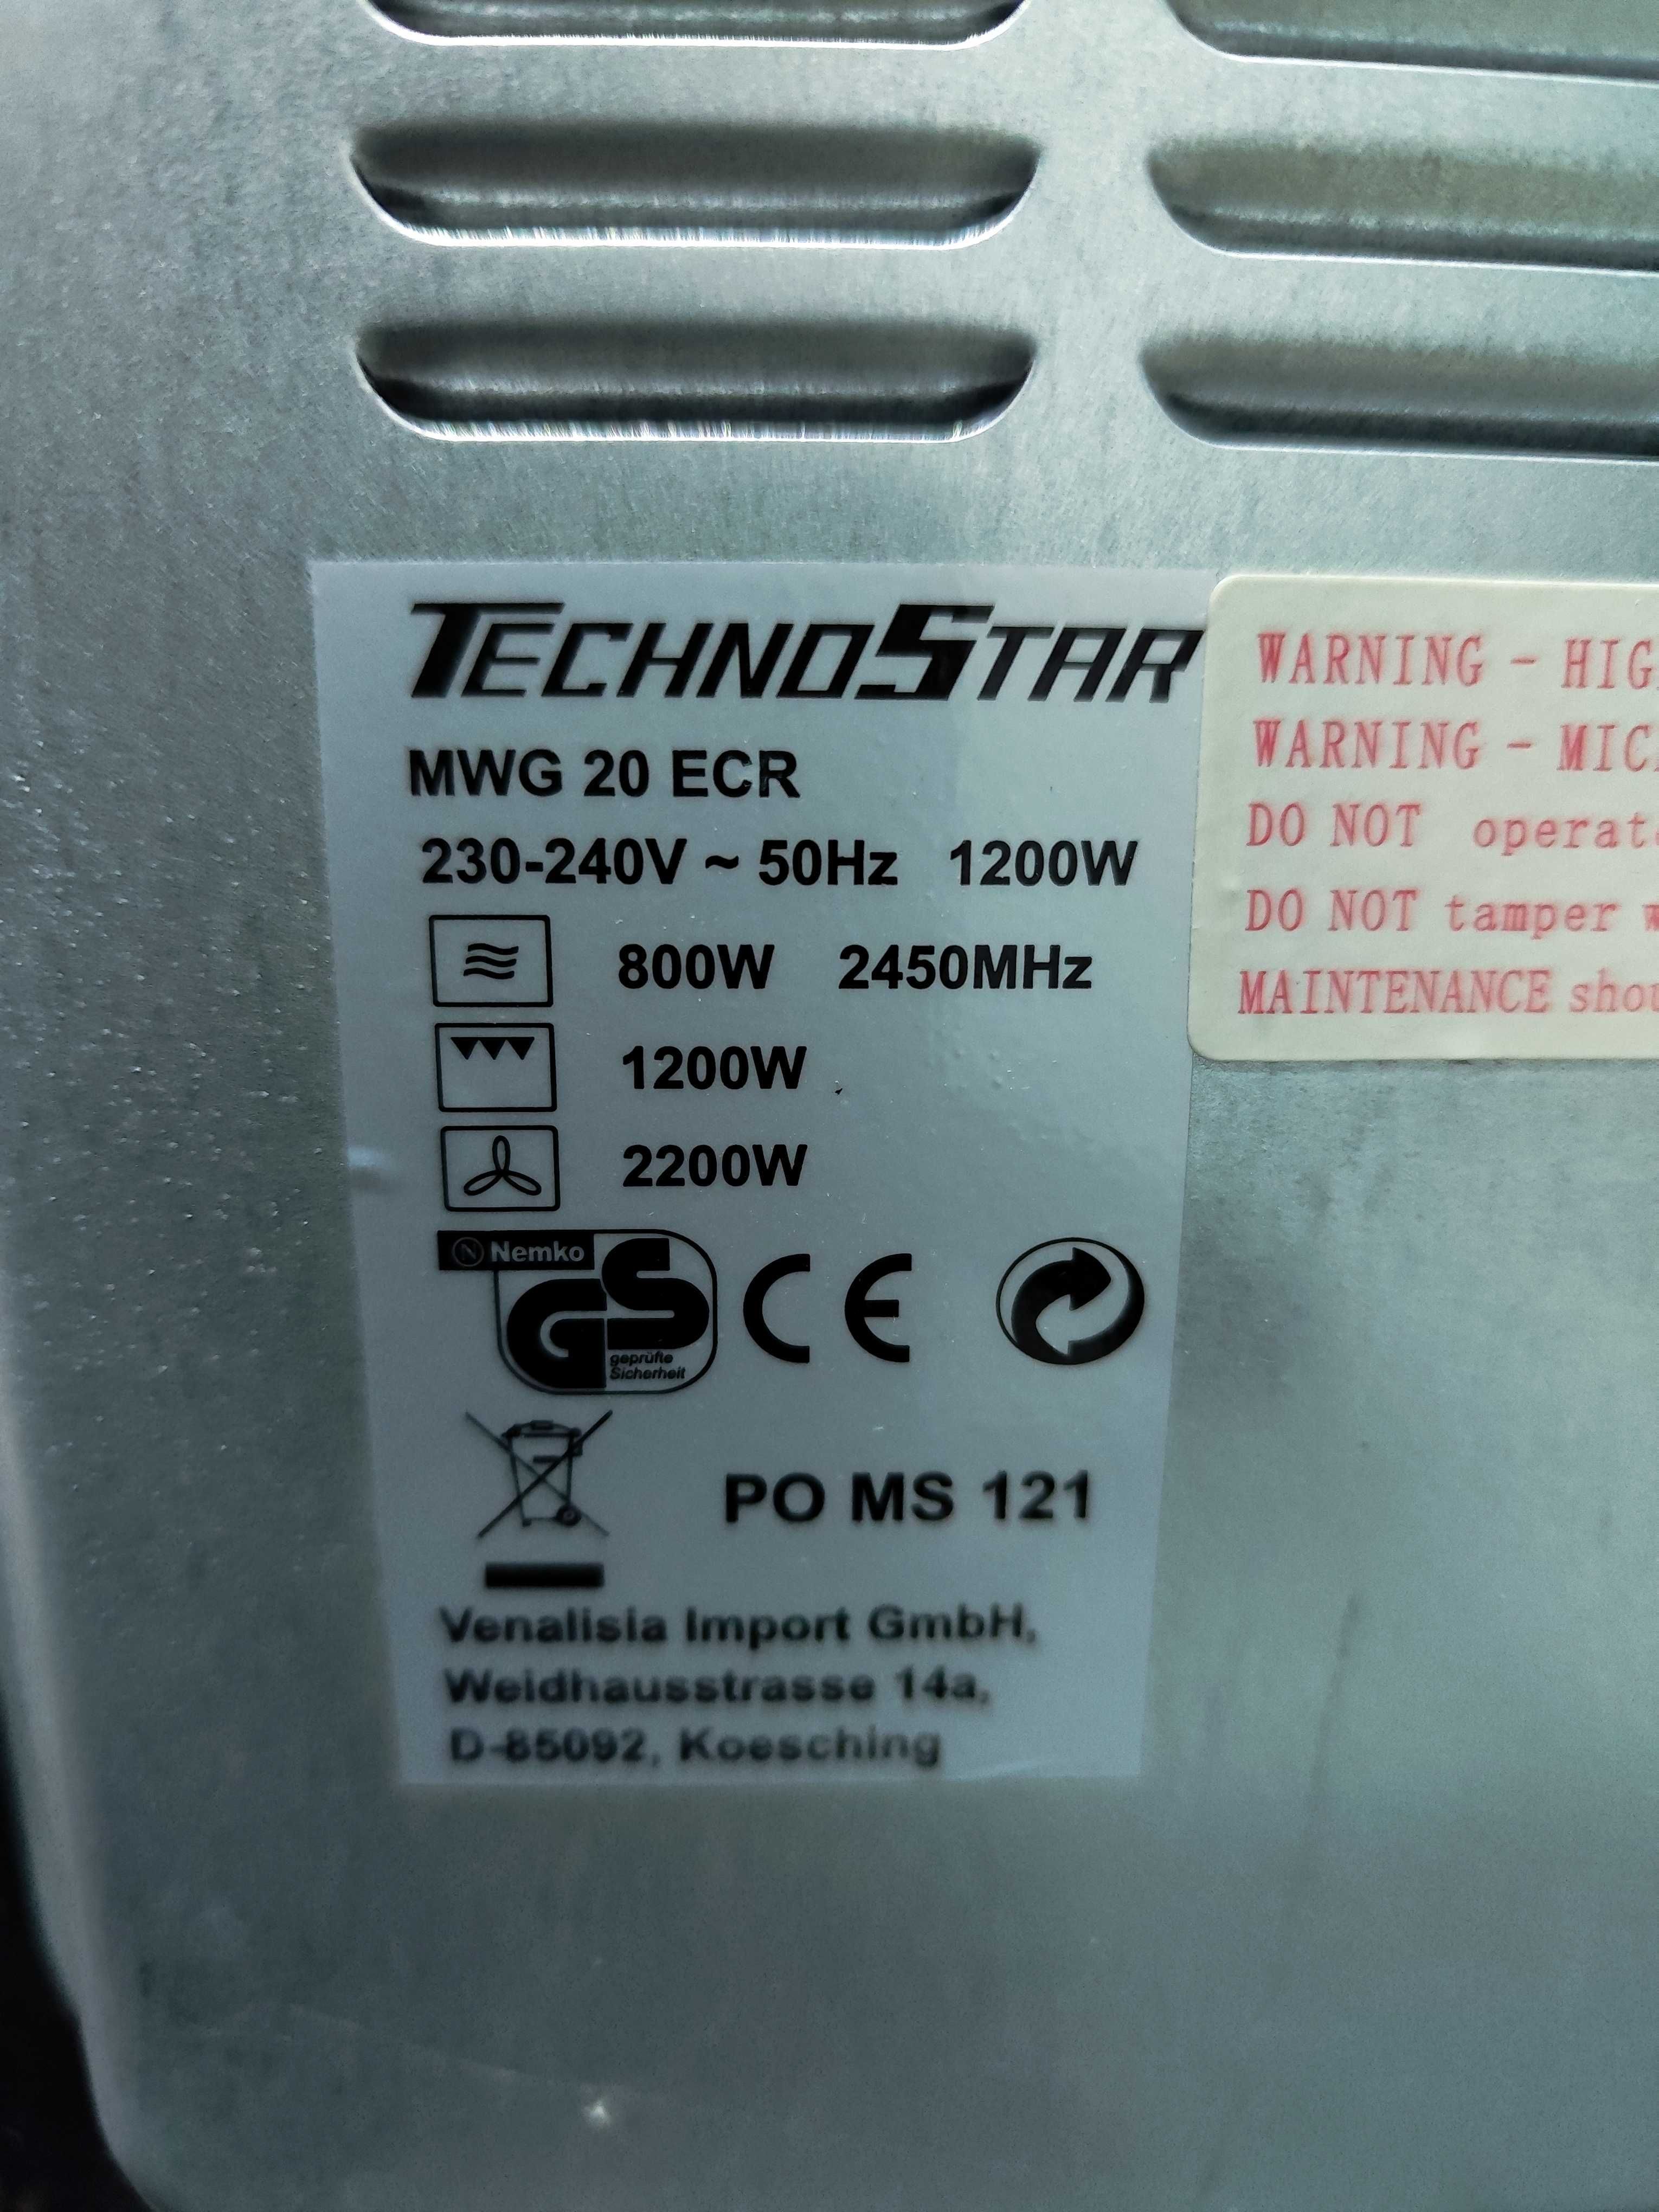 TECHNOSTAR
MWG 20 ECR
230-240V ~ 50Hz 1200W
800W 2450MHz
1200W
2200W
Nemko
GS
geprüfte
Sicherheit
CE
PO MS 121
Venalisia Import GmbH,
Weidhausstrasse 14a,
D-85092, Koesching
WARNING - HIG
WARNING - MIC
DO NOT operat
DO NOT tamper w
MAINTENANCE shou